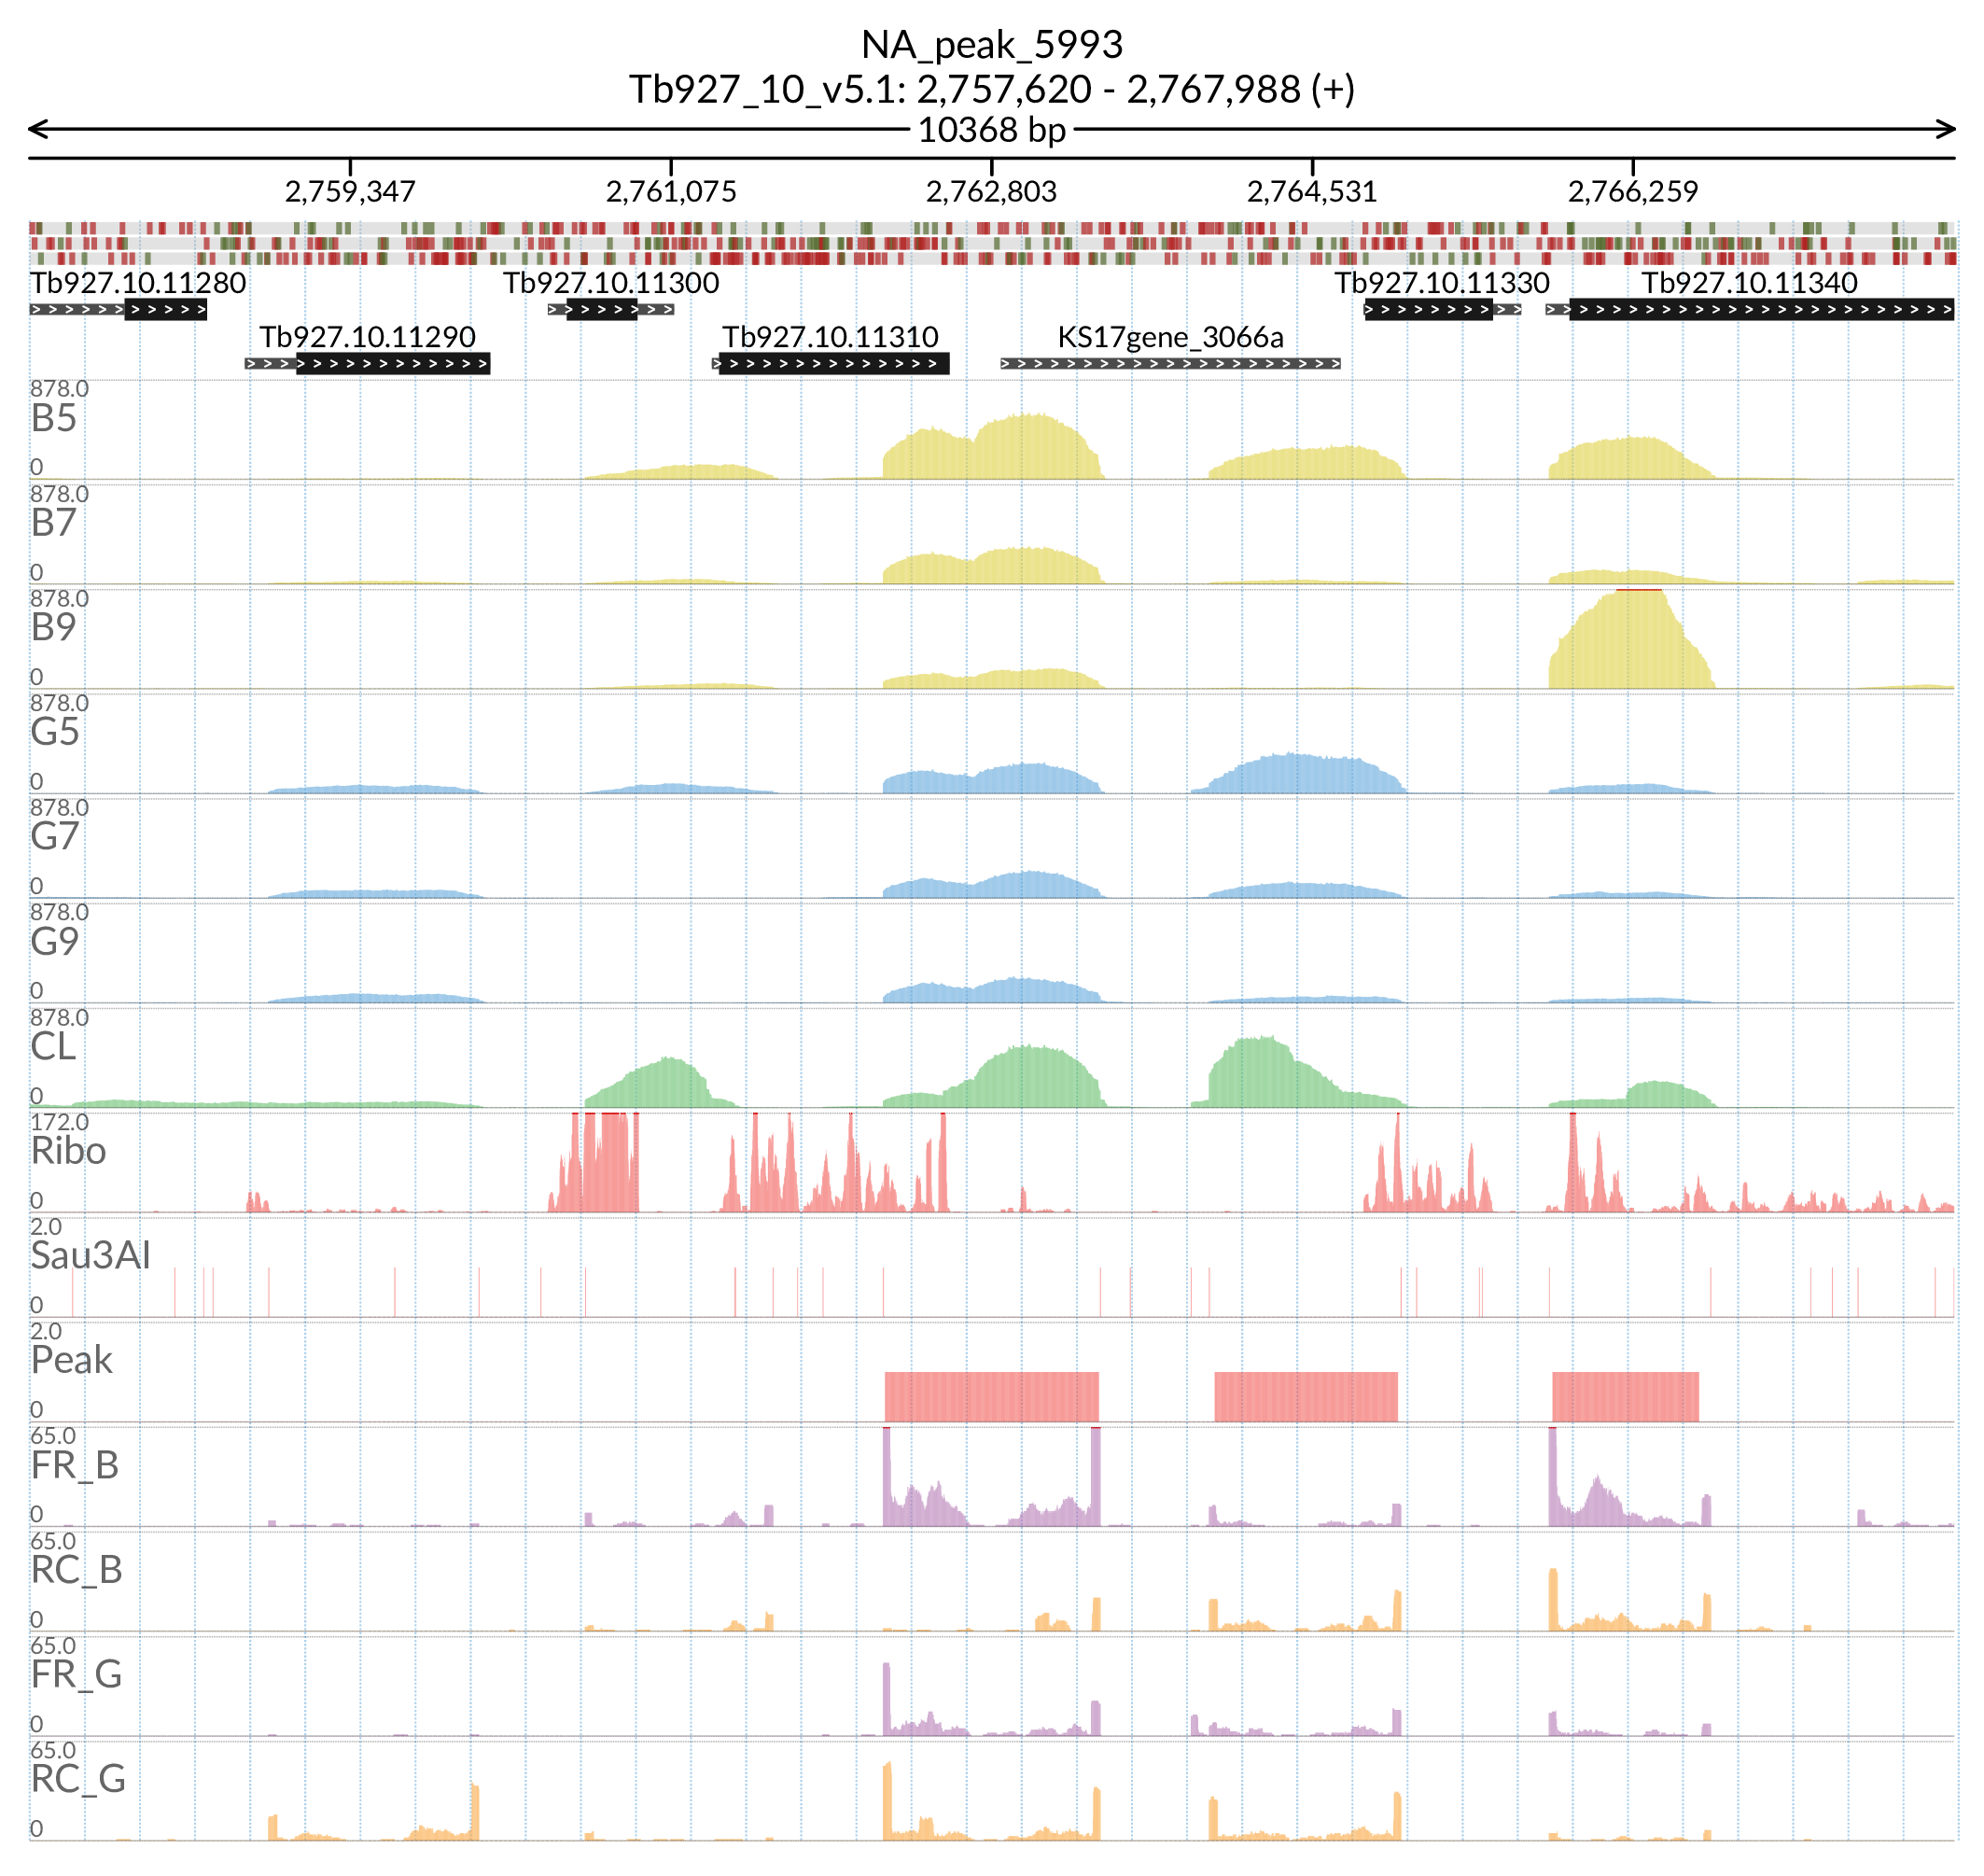 NA_peak_5993
Tb927_10_v5.1: 2,757,620 - 2,767,988 (+)
10368 bp
2,759,347 2,761,075 2,762,803 2,764,531 2,766,259
Tb927.10.11280 Tb927.10.11300 Tb927.10.11330 Tb927.10.11340
Tb927.10.11290 Tb927.10.11310 KS17gene_3066a
878.0
B5
0
878.0
B7
0
878.0
B9
0
878.0
G5
0
878.0
G7
0
878.0
G9
0
878.0
CL
0
172.0
Ribo
0
2.0
Sau3AI
0
2.0
Peak
0
65.0
FR_B
0
65.0
RC_B
0
65.0
FR_G
0
65.0
RC_G
0